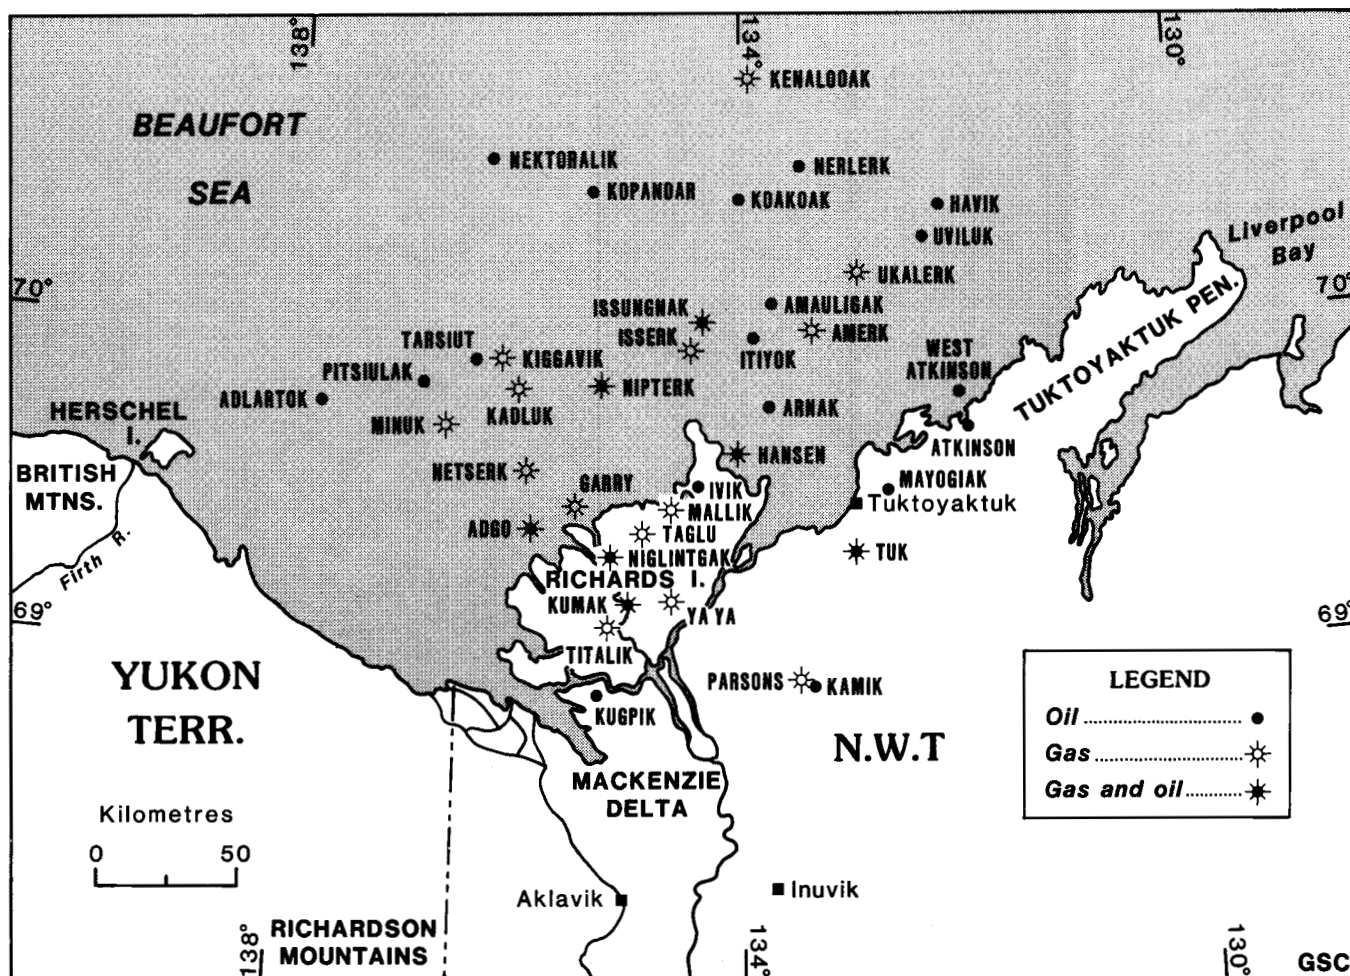 138°
134°
130°
KENALOOAK
BEAUFORT
SEA
NEKTORALIK
NERLERK
KOPANOAR
KOAKOAK
HAVIK
UVILUK
Liverpool
Bay
UKALERK
70°
70°
ISSUNGNAK
AMAULIGAK
ISSERK
AMERK
ITIYOK
TARSIUT
KIGGAVIK
WEST
ATKINSON
TUKTOYAKTUK PEN.
PITSIULAK
NIPTERK
ADLARTOK
KADLUK
ARNAK
HERSCHEL
I.
MINUK
ATKINSON
HANSEN
BRITISH
MTNS.
NETSERK
GARRY
IVIK
MAYOGIAK
MALLIK
Tuktoyaktuk
ADGO
TAGLU
NIGLINTGAK
TUK
Firth R.
RICHARDS I.
69°
KUMAK
YA YA
69°
TITALIK
YUKON
TERR.
PARSONS
KAMIK
KUGPIK
N.W.T
LEGEND
Oil
Gas
Gas and oil
MACKENZIE
DELTA
Kilometres
0 50
Aklavik
Inuvik
RICHARDSON
MOUNTAINS
138°
134°
130°
GSC